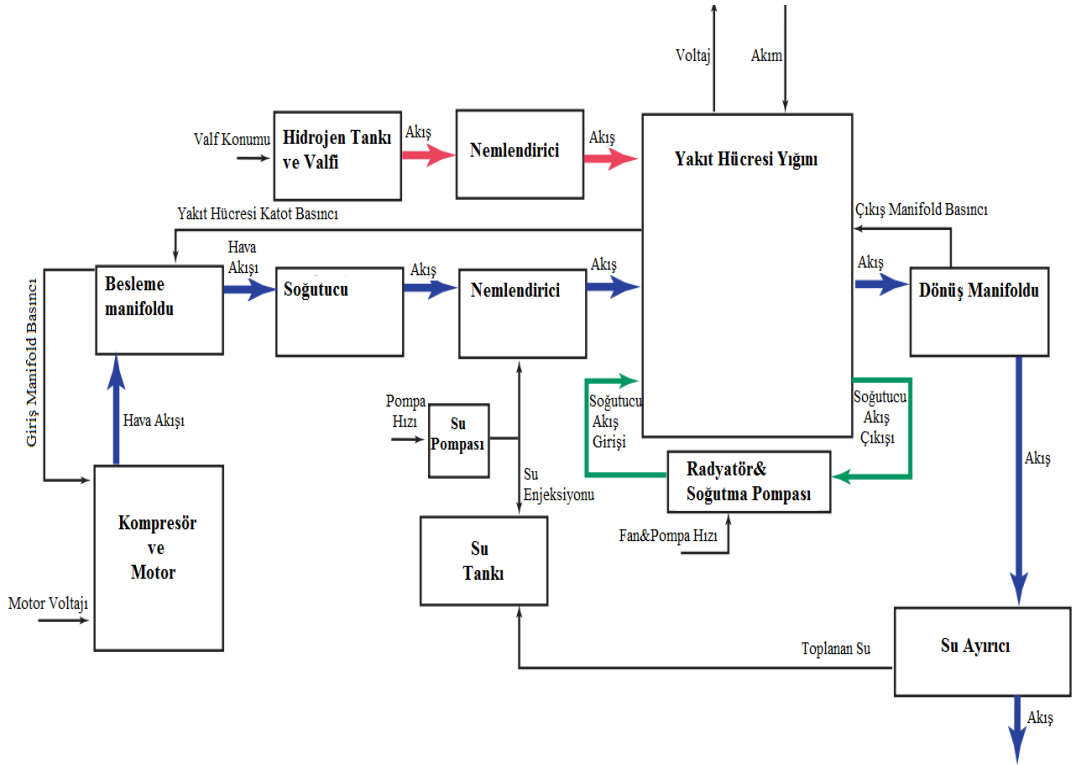 Voltaj
Akım
Valf Konumu
Hidrojen Tankı
ve Valfi
Akış
Nemlendirici
Akış
Yakıt Hücresi Yığını
Yakıt Hücresi Katot Basıncı
Çıkış Manifold Basıncı
Giriş Manifold Basıncı
Besleme
manifoldu
Hava
Akışı
Soğutucu
Akış
Nemlendirici
Akış
Akış
Dönüş Manifoldu
Hava Akışı
Pompa
Hızı
Su
Pompası
Su
Enjeksiyonu
Soğutucu
Akış
Girişi
Soğutucu
Akış
Çıkışı
Radyatör&
Soğutma Pompası
Fan&Pompa Hızı
Akış
Kompresör
ve
Motor
Motor Voltajı
Su
Tankı
Toplanan Su
Su Ayırıcı
Akış